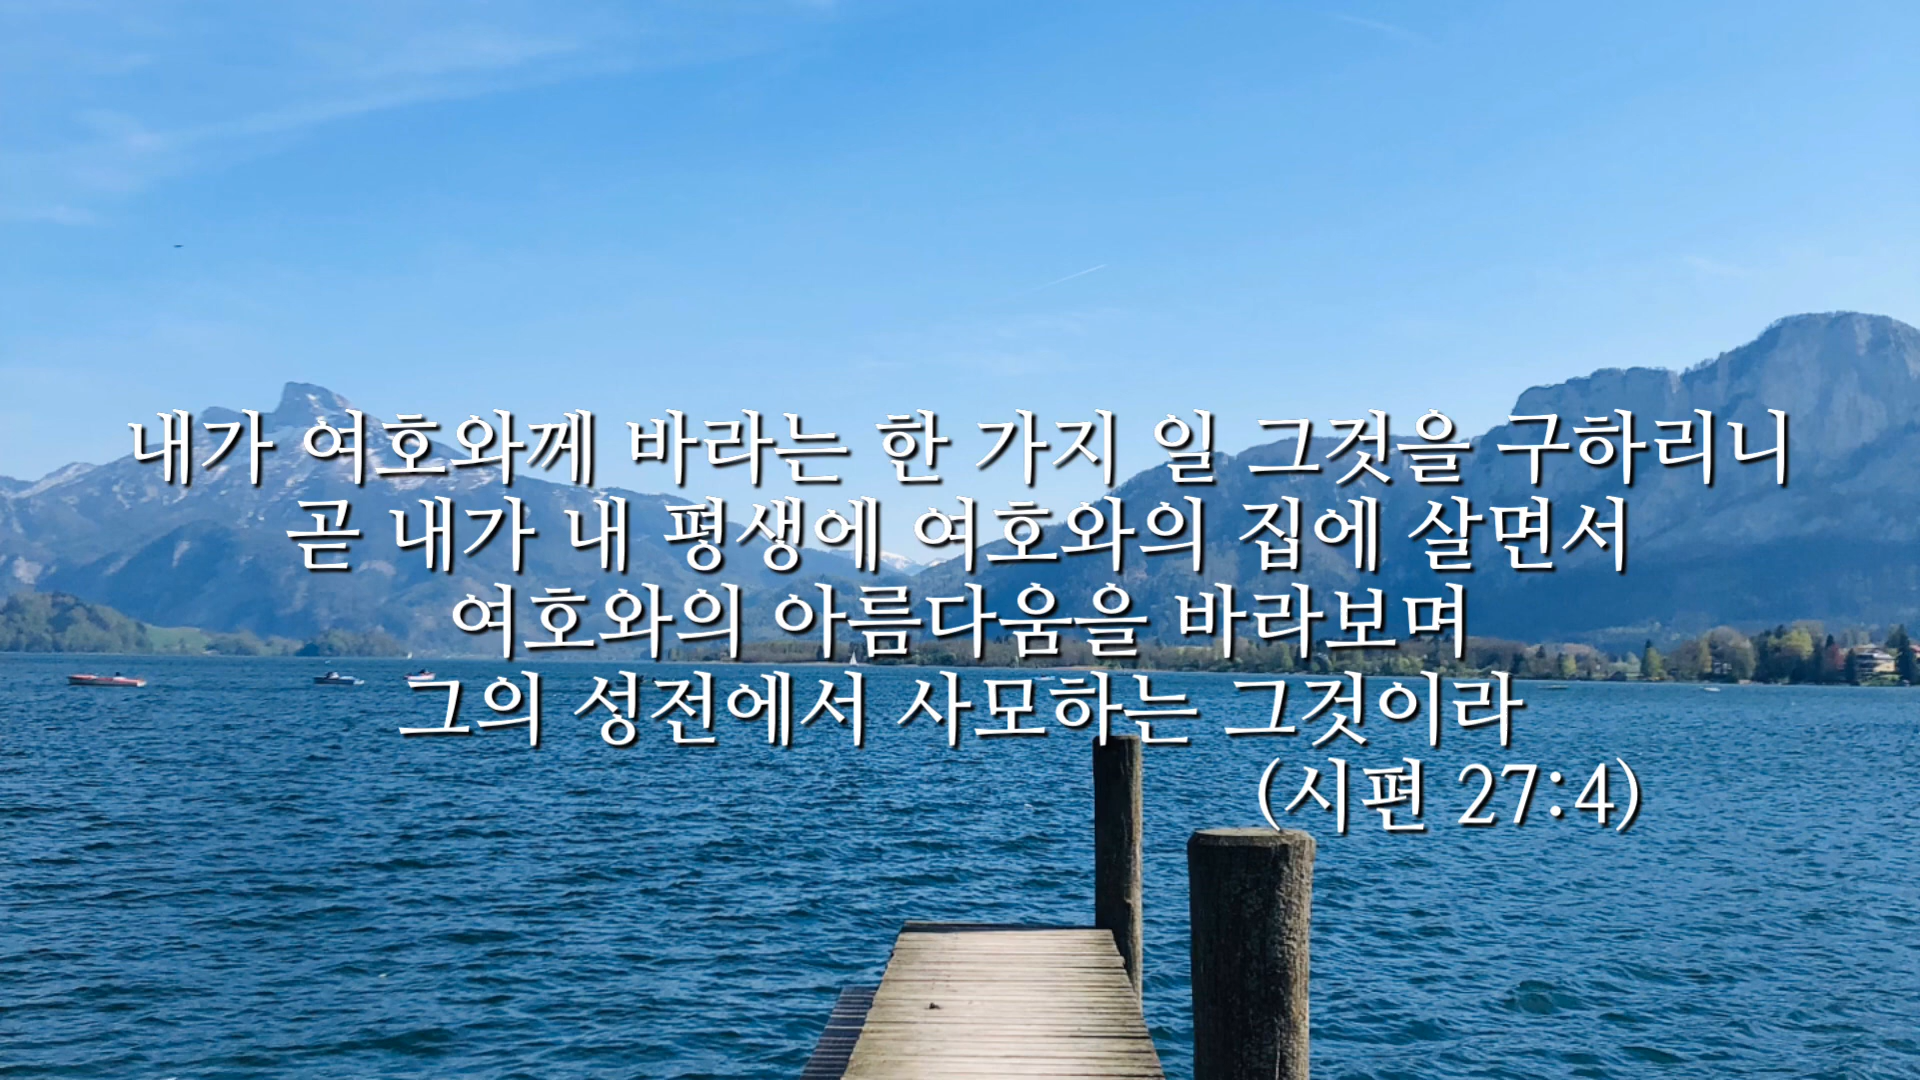 내가 여호와께 바라는 한 가지 일 그것을 구하리니
곧 내가 내 평생에 여호와의 집에 살면서
여호와의 아름다움을 바라보며
그의 성전에서 사모하는 그것이라
(시편 27:4)